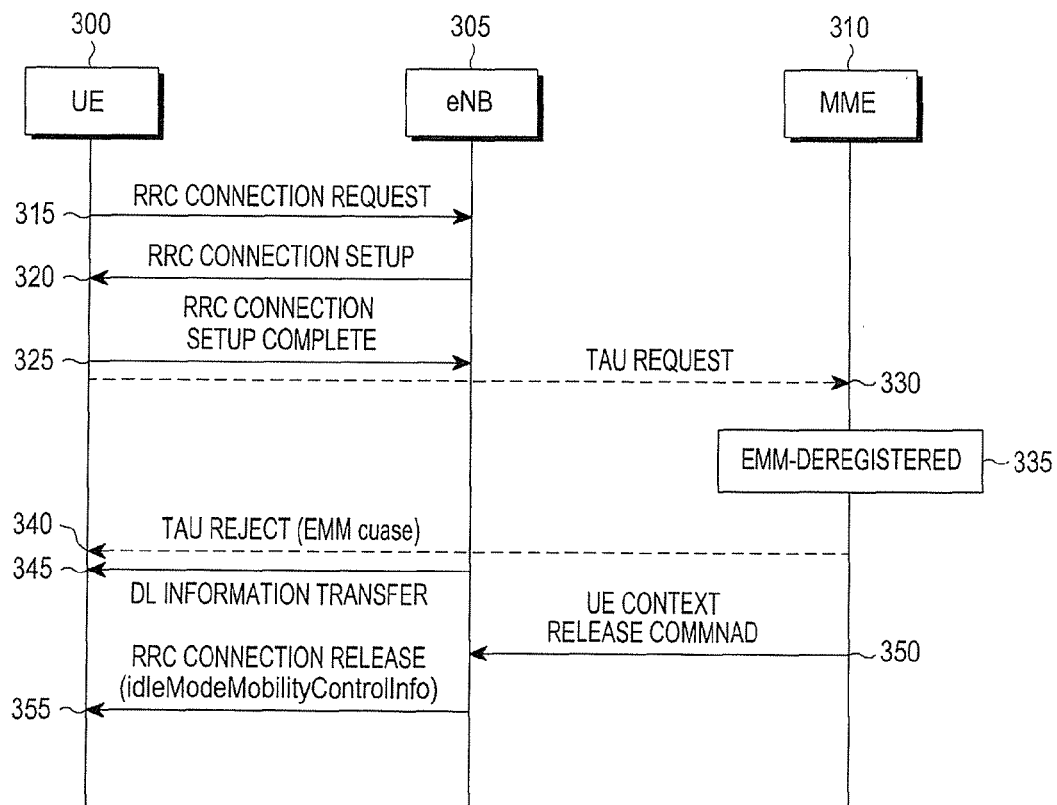 300
305
310
UE
eNB
MME
RRC CONNECTION REQUEST
315
RRC CONNECTION SETUP
320
RRC CONNECTION
SETUP COMPLETE
325
TAU REQUEST
330
EMM-DEREGISTERED
335
340
TAU REJECT (EMM cuase)
345
DL INFORMATION TRANSFER
UE CONTEXT
RELEASE COMMNAD
350
RRC CONNECTION RELEASE
(idleModeMobilityControlInfo)
355